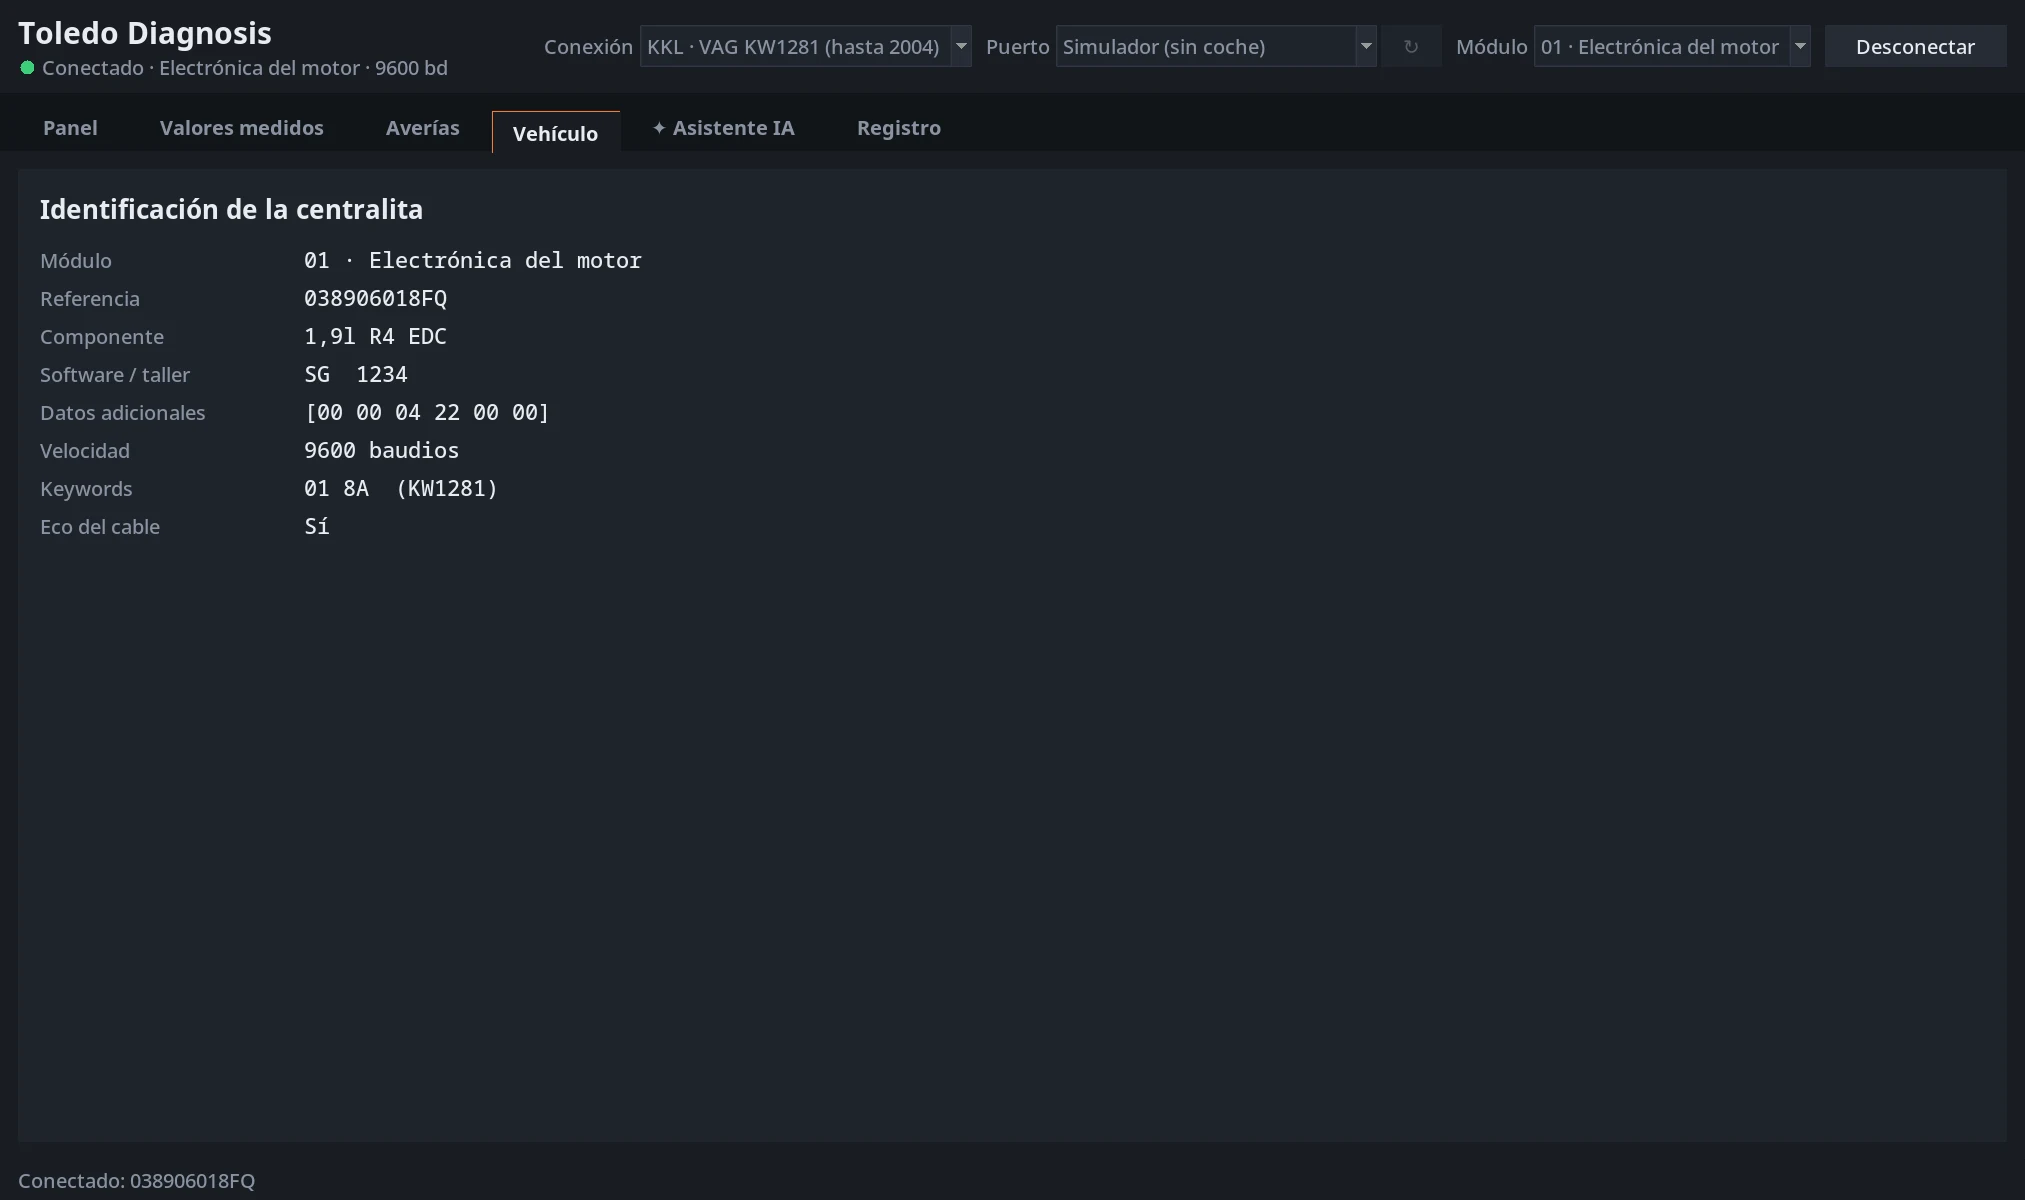 Toledo Diagnosis
Conectado · Electrónica del motor · 9600 bd
Conexión KKL · VAG KW1281 (hasta 2004) Puerto Simulador (sin coche) ↻ Módulo 01 · Electrónica del motor Desconectar
Panel Valores medidos Averías Vehículo ✦ Asistente IA Registro
Identificación de la centralita
Módulo 01 · Electrónica del motor
Referencia 038906018FQ
Componente 1,9l R4 EDC
Software / taller SG  1234
Datos adicionales [00 00 04 22 00 00]
Velocidad 9600 baudios
Keywords 01 8A  (KW1281)
Eco del cable Sí
Conectado: 038906018FQ